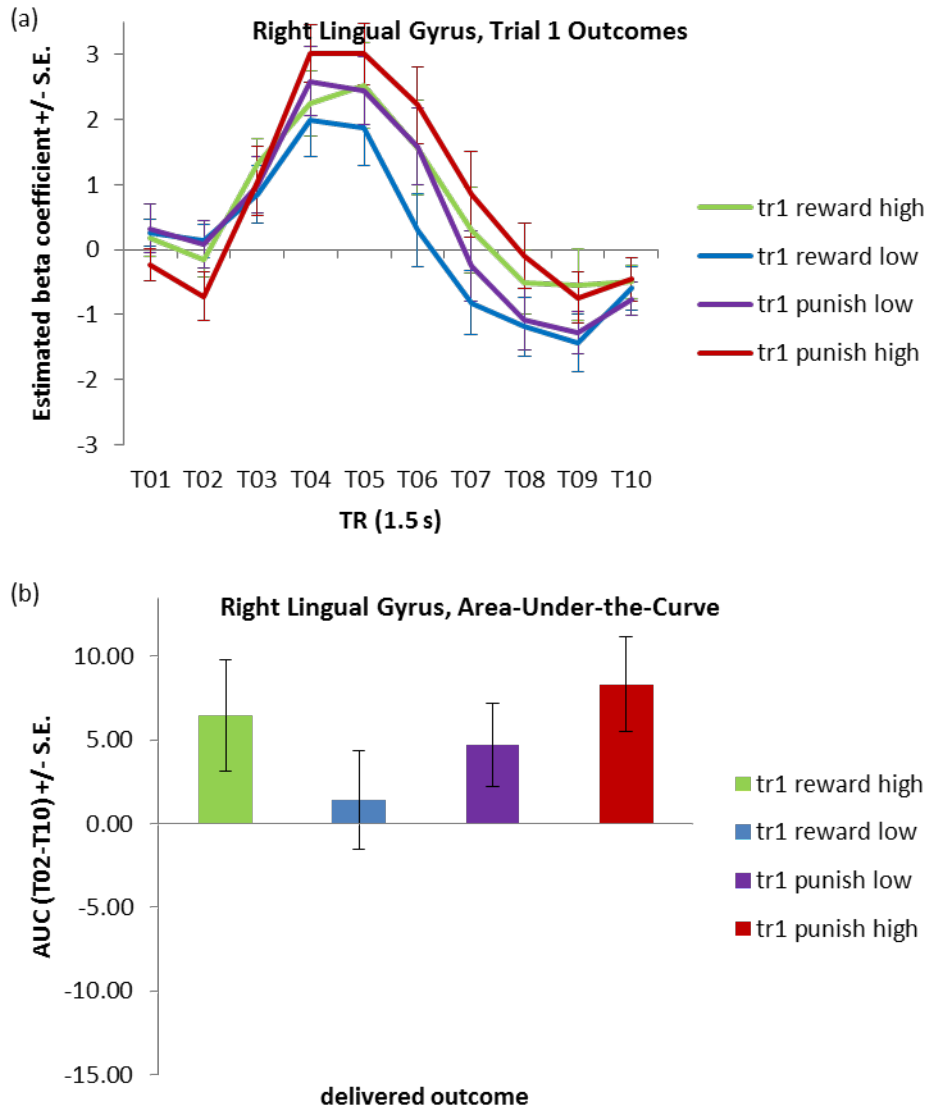 (a)
Right Lingual Gyrus, Trial 1 Outcomes
Estimated beta coefficient+/- S.E.
3
2
1
0
-1
-2
-3
T01 T02 T03 T04 T05 T06 T07 T08 T09 T10
TR (1.5 s)
tr1 reward high
tr1 reward low
tr1 punish low
tr1 punish high
(b)
Right Lingual Gyrus, Area-Under-the-Curve
AUC (T02-T10) +/- S.E.
10.00
5.00
0.00
-5.00
-10.00
-15.00
delivered outcome
tr1 reward high
tr1 reward low
tr1 punish low
tr1 punish high